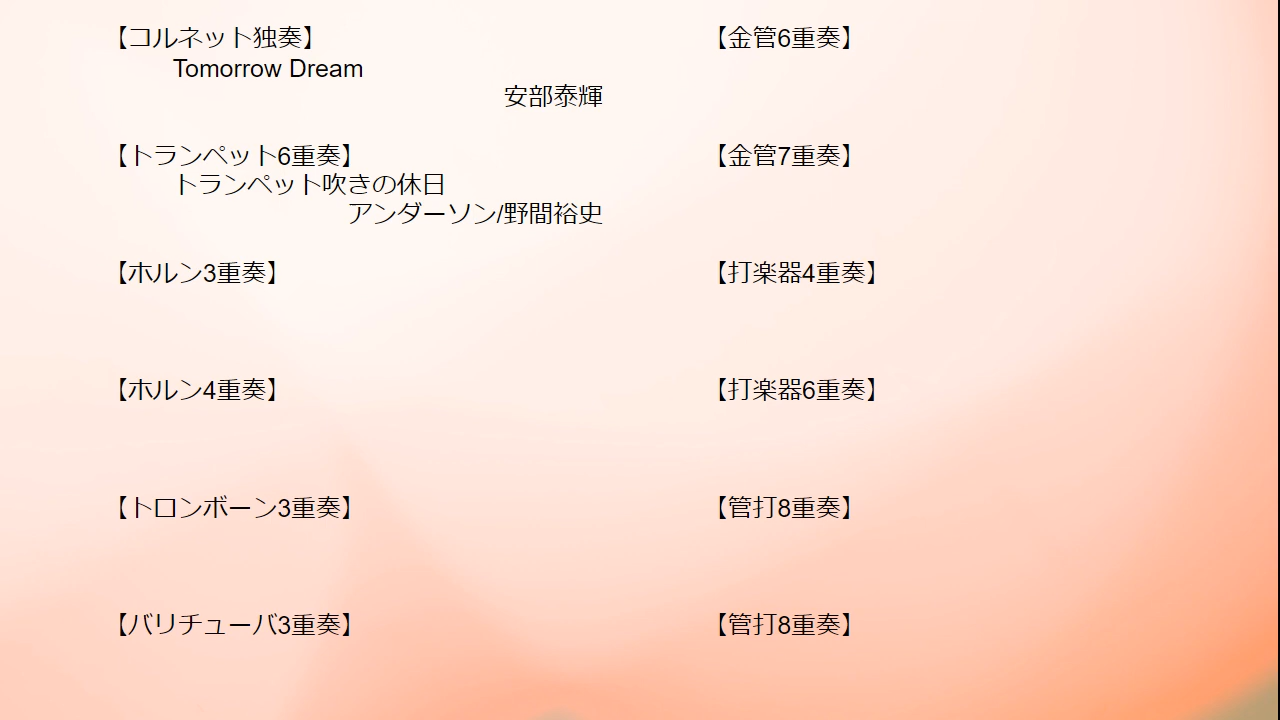 【コルネット独奏】
Tomorrow Dream
安部泰輝
【トランペット6重奏】
トランペット吹きの休日
アンダーソン/野間裕史
【ホルン3重奏】
【ホルン4重奏】
【トロンボーン3重奏】
【バリチューバ3重奏】
【金管6重奏】
【金管7重奏】
【打楽器4重奏】
【打楽器6重奏】
【管打8重奏】
【管打8重奏】